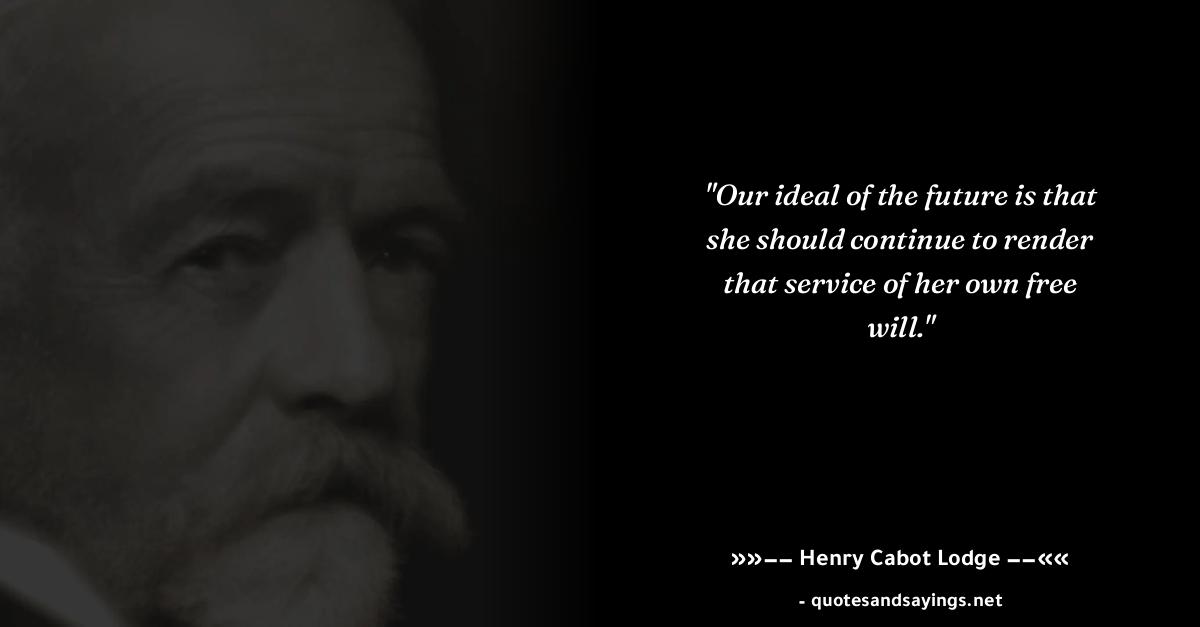 "Our ideal of the future is that
she should continue to render
that service of her own free
will."
»»–– Henry Cabot Lodge ––««
- quotesandsayings.net